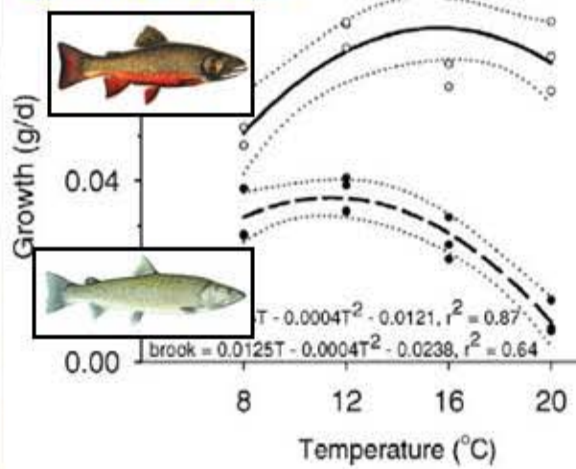 Growth (g/d)
0.04
T - 0.0004T² - 0.0121, r² = 0.87
0.00
brook = 0.0125T - 0.0004T² - 0.0238, r² = 0.64
8 12 16 20
Temperature (°C)